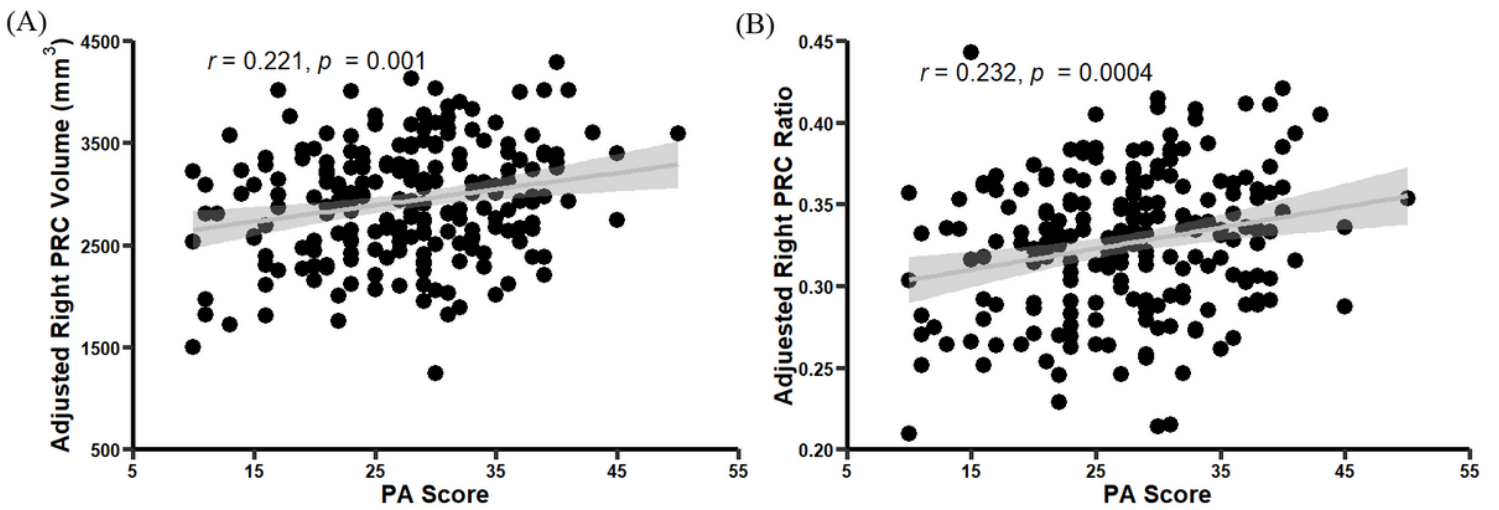 (A)
Adjusted Right PRC Volume (mm³)
r = 0.221, p = 0.001
4500
3500
2500
1500
500
5 15 25 35 45 55
PA Score
(B)
Adjuested Right PRC Ratio
r = 0.232, p = 0.0004
0.45
0.40
0.35
0.30
0.25
0.20
5 15 25 35 45 55
PA Score